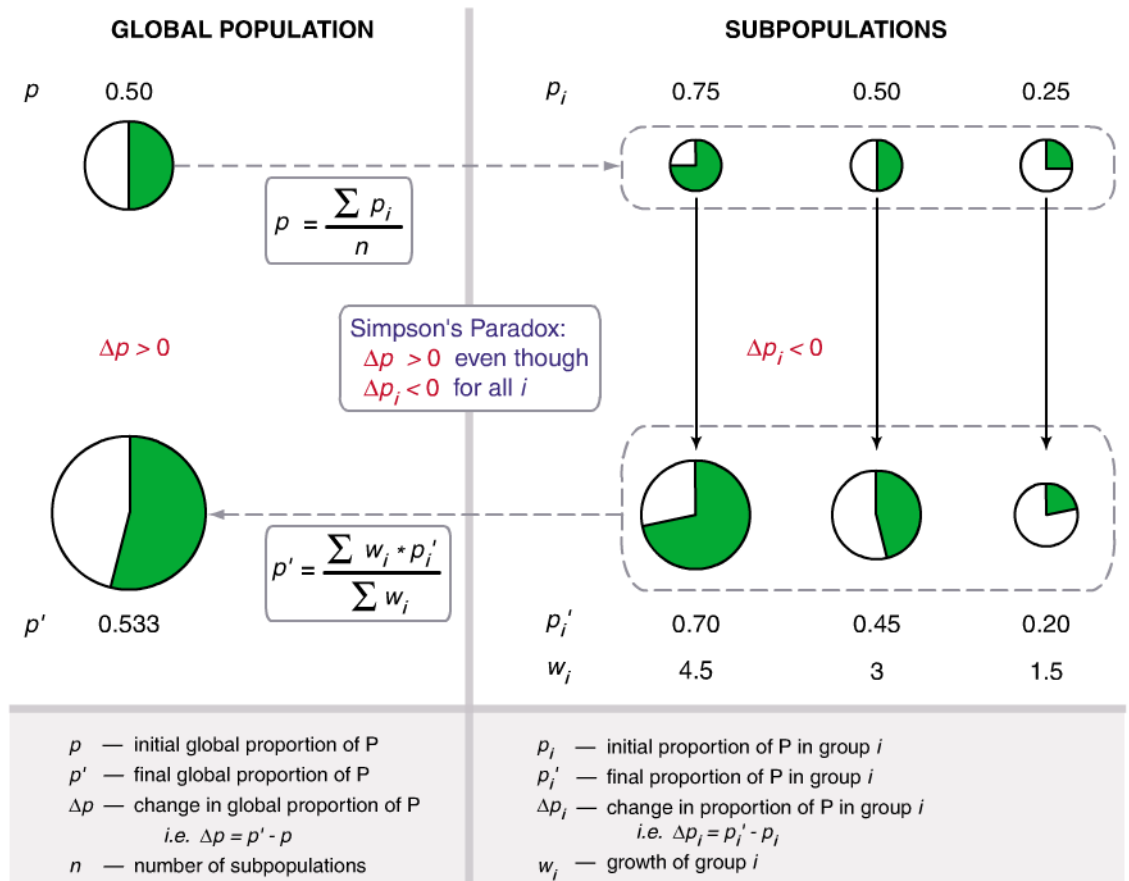 GLOBAL POPULATION
p 0.50
p = ∑ pᵢ / n
Δp > 0
p' = ∑ wᵢ * pᵢ' / ∑ wᵢ
p' 0.533
Simpson's Paradox:
Δp > 0 even though
Δpᵢ < 0 for all i
SUBPOPULATIONS
pᵢ 0.75 0.50 0.25
Δpᵢ < 0
pᵢ' 0.70 0.45 0.20
wᵢ 4.5 3 1.5
p — initial global proportion of P
p' — final global proportion of P
Δp — change in global proportion of P
i.e. Δp = p' - p
n — number of subpopulations
pᵢ — initial proportion of P in group i
pᵢ' — final proportion of P in group i
Δpᵢ — change in proportion of P in group i
i.e. Δpᵢ = pᵢ' - pᵢ
wᵢ — growth of group i